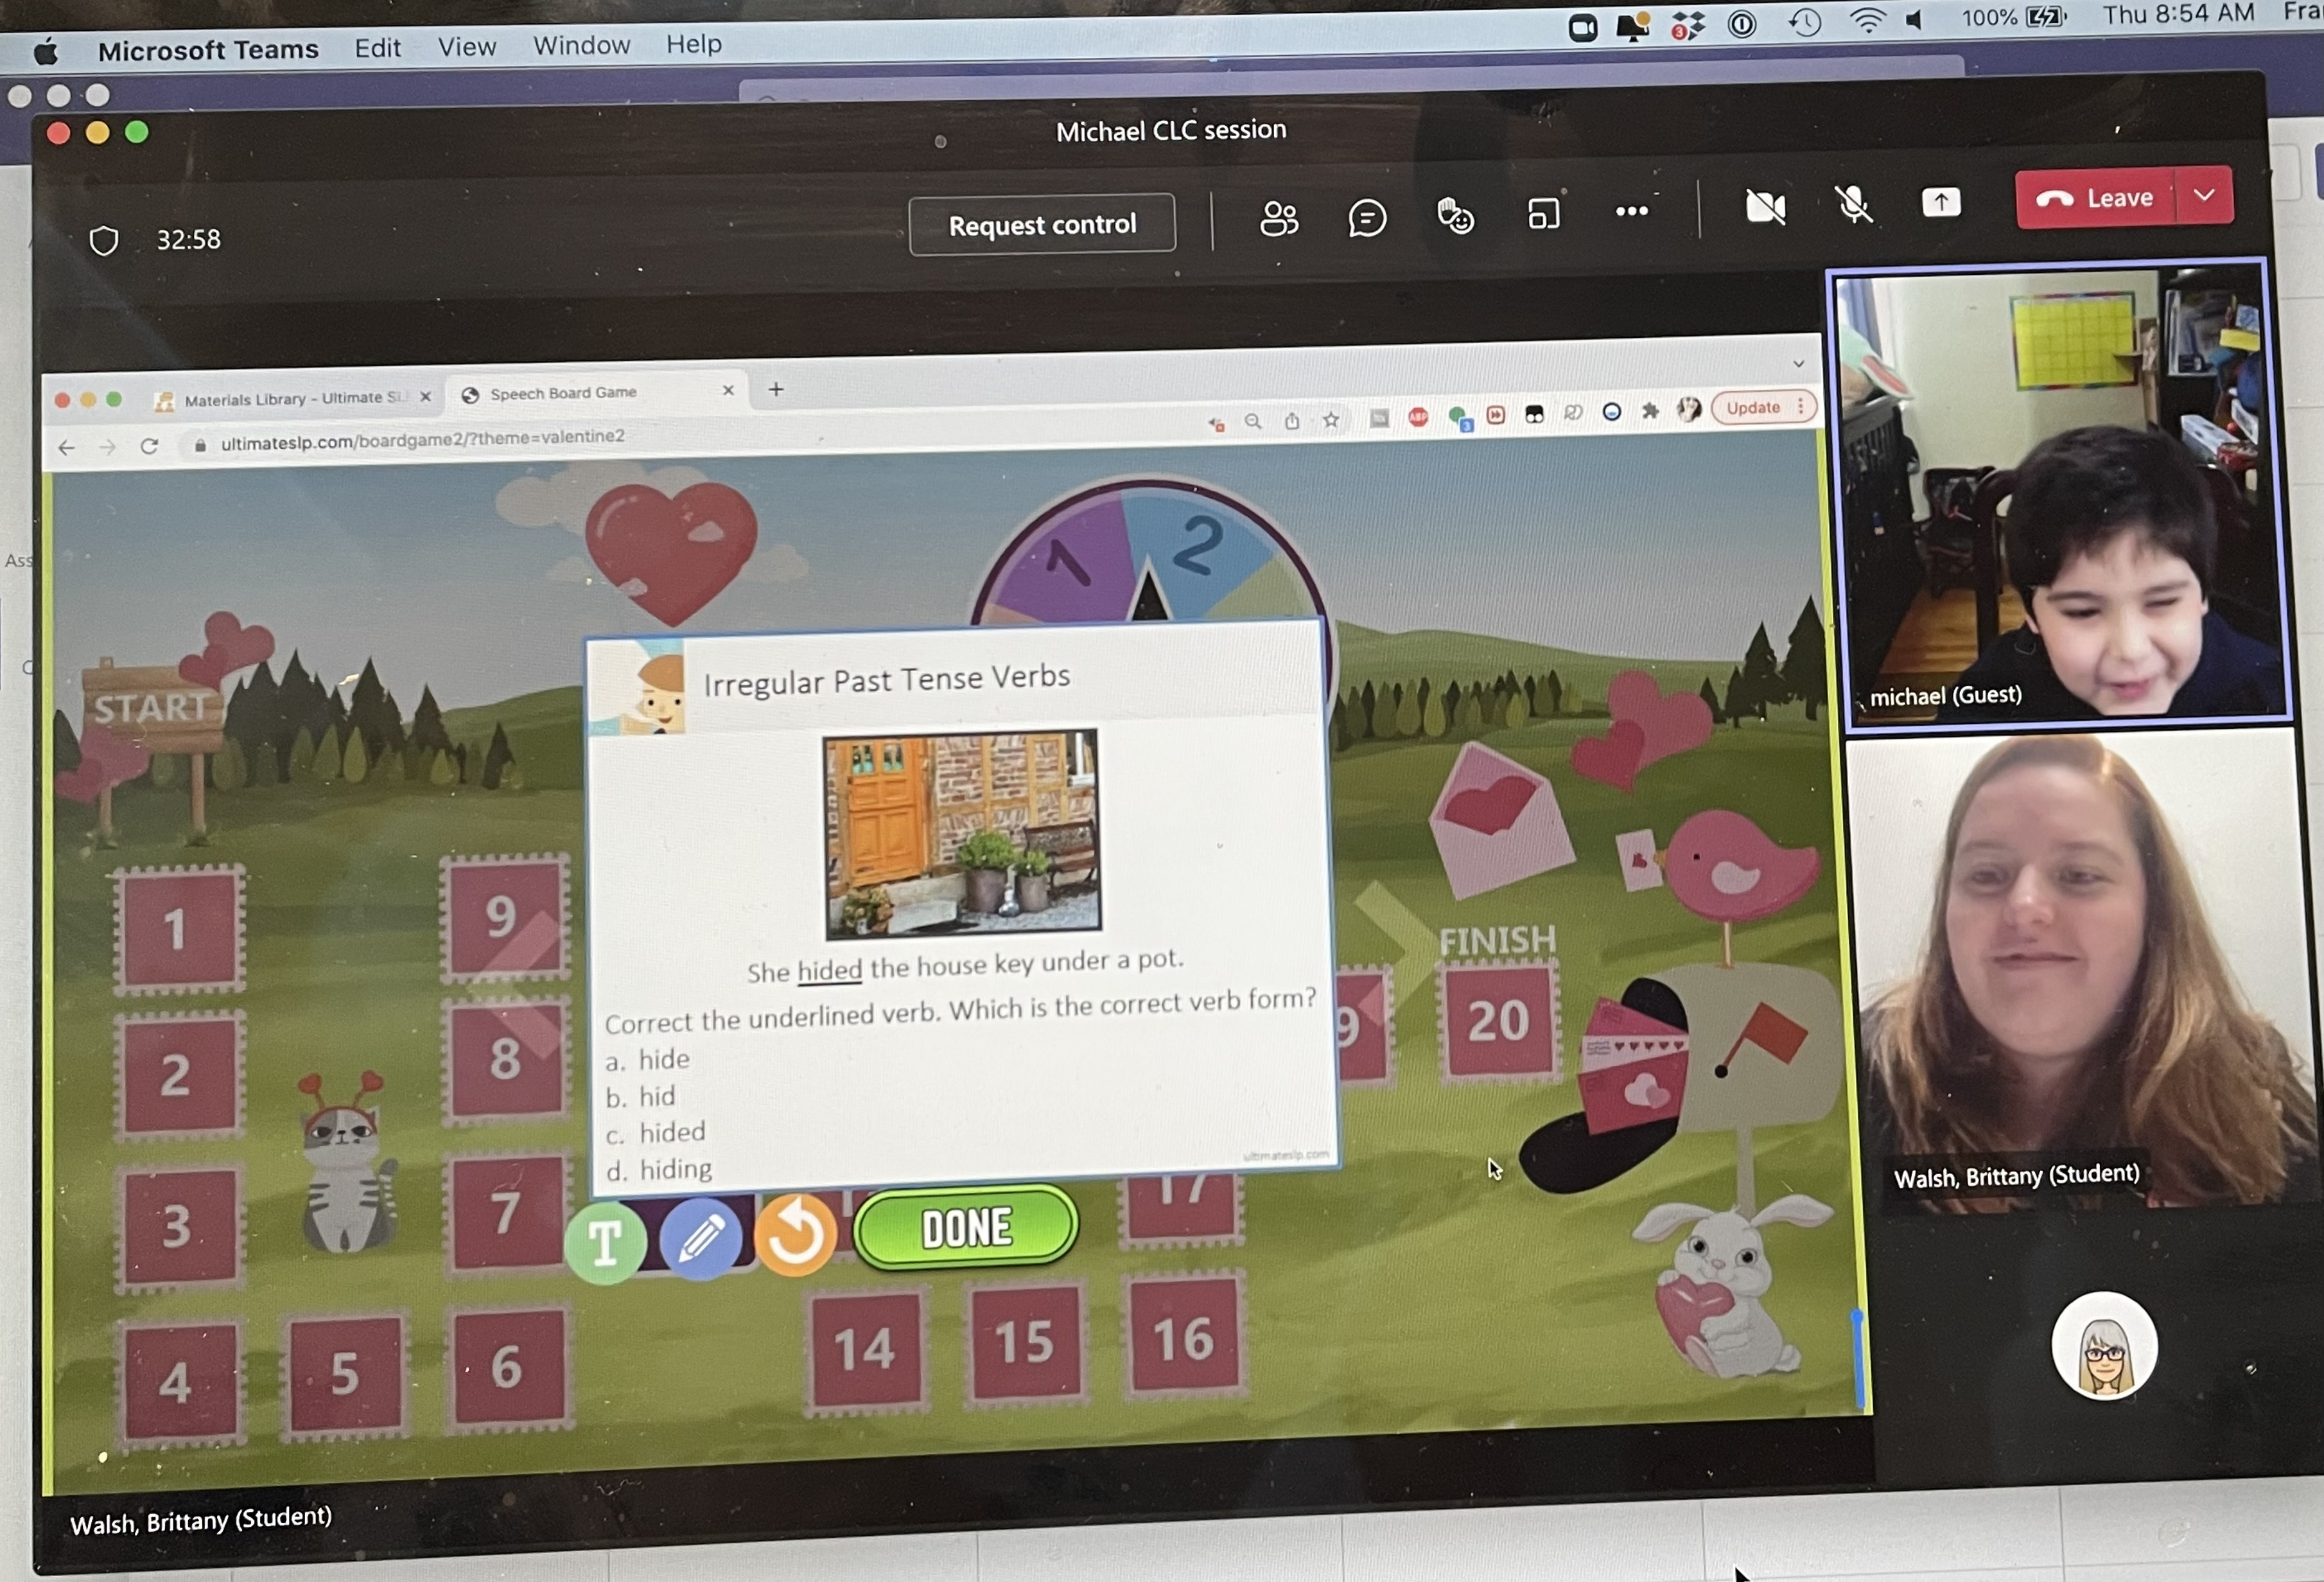 Microsoft Teams Edit View Window Help
100% Thu 8:54 AM Fra
Michael CLC session
32:58
Request control
Leave
Materials Library - Ultimate SL
Speech Board Game
ultimateslp.com/boardgame2/?theme=valentine2
ABP
3
Update
Ass
1 2
START
Irregular Past Tense Verbs
She hided the house key under a pot.
Correct the underlined verb. Which is the correct verb form?
a. hide
b. hid
c. hided
d. hiding
ultimateslp.com
FINISH
1
2
3
4
5
6
7
8
9
14
15
16
17
9
20
T
DONE
michael (Guest)
Walsh, Brittany (Student)
Walsh, Brittany (Student)